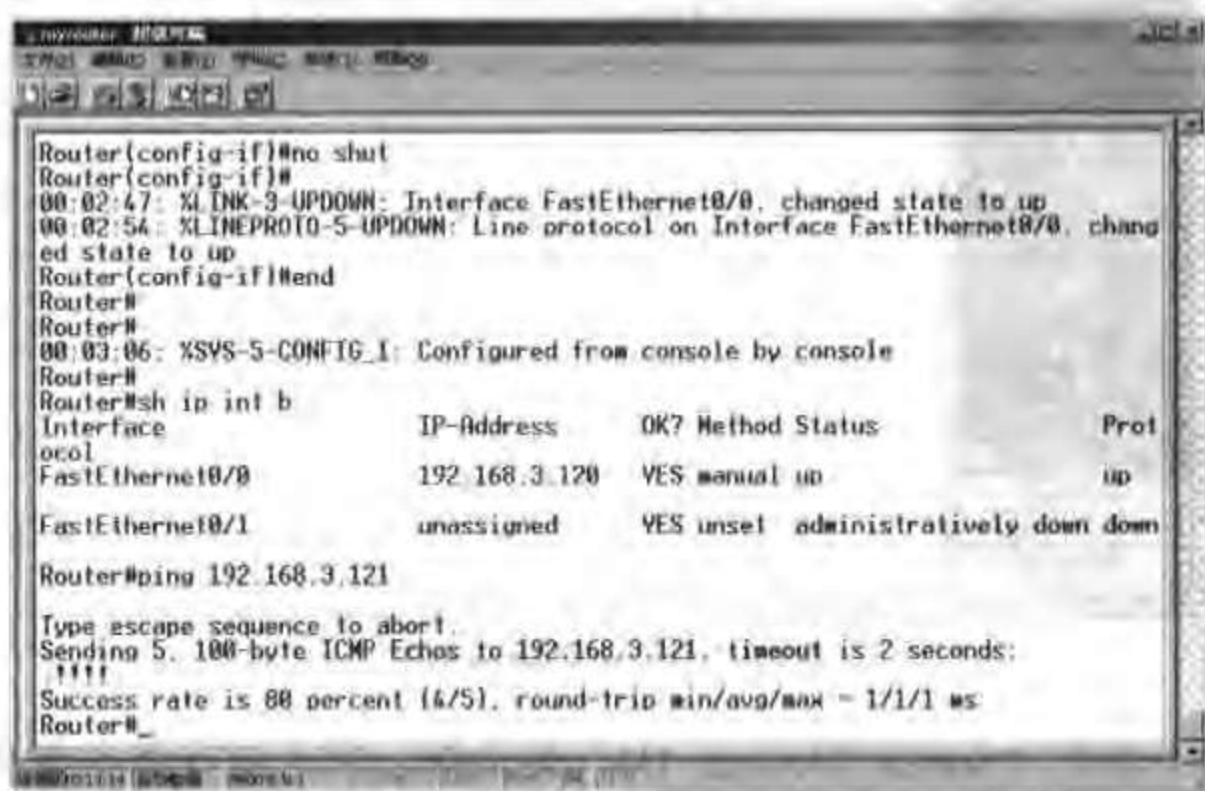 Router(config-if)#no shut
Router(config-if)#
00:02:47: %LINK-3-UPDOWN: Interface FastEthernet0/0, changed state to up
00:02:54: %LINEPROTO-5-UPDOWN: Line protocol on Interface FastEthernet0/0, chang
ed state to up
Router(config-if)#end
Router#
Router#
00:03:06: %SYS-5-CONFIG_I: Configured from console by console
Router#
Router#sh ip int b
Interface IP-Address OK? Method Status Prot
ocol
FastEthernet0/0 192.168.3.120 YES manual up up
FastEthernet0/1 unassigned YES unset administratively down down
Router#ping 192.168.3.121
Type escape sequence to abort.
Sending 5, 100-byte ICMP Echos to 192.168.3.121, timeout is 2 seconds:
.!!!!
Success rate is 80 percent (4/5), round-trip min/avg/max = 1/1/1 ms
Router#_